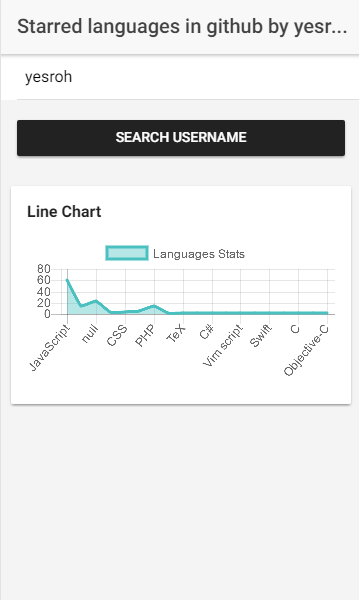 Starred languages in github by yesr...
yesroh
SEARCH USERNAME
Line Chart
Languages Stats
80
60
40
20
0
JavaScript
null
CSS
PHP
TeX
C#
Vim script
Swift
C
Objective-C